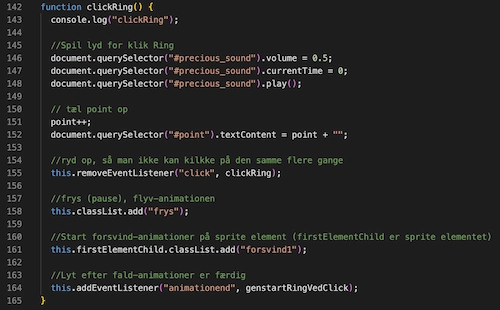 142 function clickRing() {
143 console.log("clickRing");
144
145 //Spil lyd for klik Ring
146 document.querySelector("#precious_sound").volume = 0.5;
147 document.querySelector("#precious_sound").currentTime = 0;
148 document.querySelector("#precious_sound").play();
149
150 // tæl point op
151 point++;
152 document.querySelector("#point").textContent = point + "";
153
154 //ryd op, så man ikke kan kilkke på den samme flere gange
155 this.removeEventListener("click", clickRing);
156
157 //frys (pause), flyv-animationen
158 this.classList.add("frys");
159
160 //Start forsvind-animationer på sprite element (firstElementChild er sprite elementet)
161 this.firstElementChild.classList.add("forsvind1");
162
163 //Lyt efter fald-animationer er færdig
164 this.addEventListener("animationend", genstartRingVedClick);
165 }